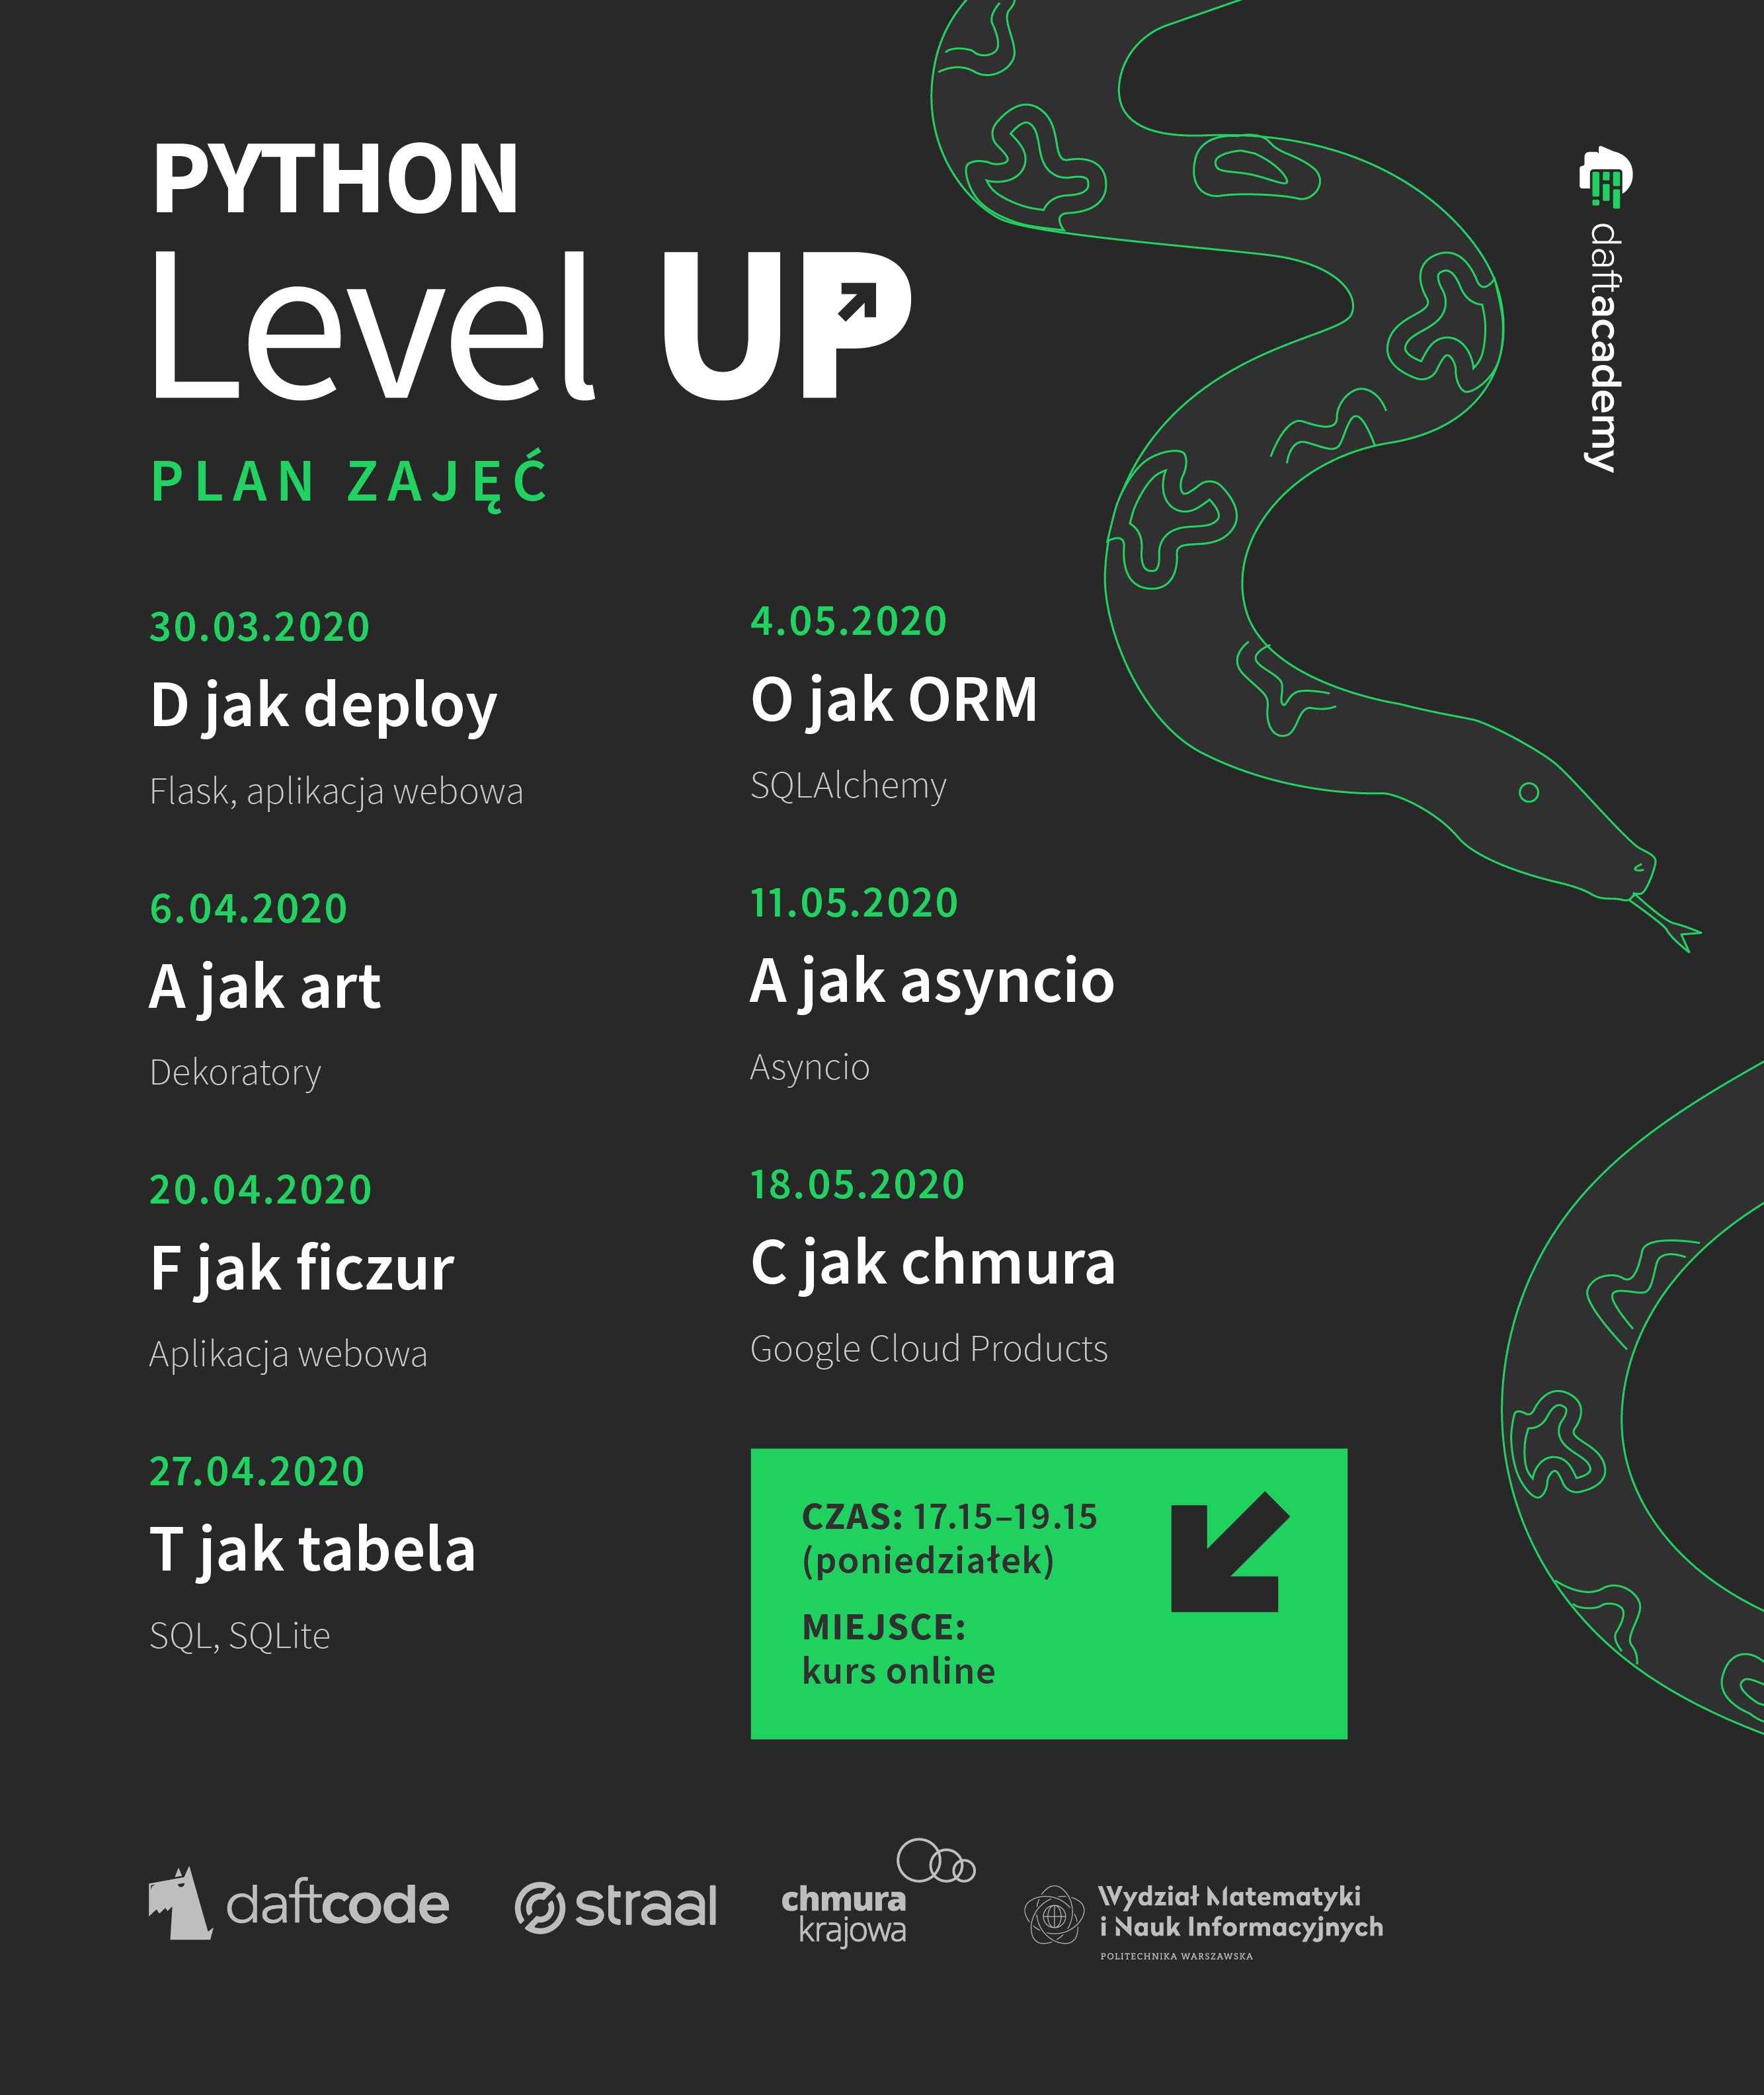 PYTHON
Level UP
PLAN ZAJĘĆ
daftacademy
30.03.2020
D jak deploy
Flask, aplikacja webowa
6.04.2020
A jak art
Dekoratory
20.04.2020
F jak ficzur
Aplikacja webowa
27.04.2020
T jak tabela
SQL, SQLite
4.05.2020
O jak ORM
SQLAlchemy
11.05.2020
A jak asyncio
Asyncio
18.05.2020
C jak chmura
Google Cloud Products
CZAS: 17.15–19.15
(poniedziałek)
MIEJSCE:
kurs online
daftcode
straal
chmura
krajowa
Wydział Matematyki
i Nauk Informacyjnych
POLITECHNIKA WARSZAWSKA